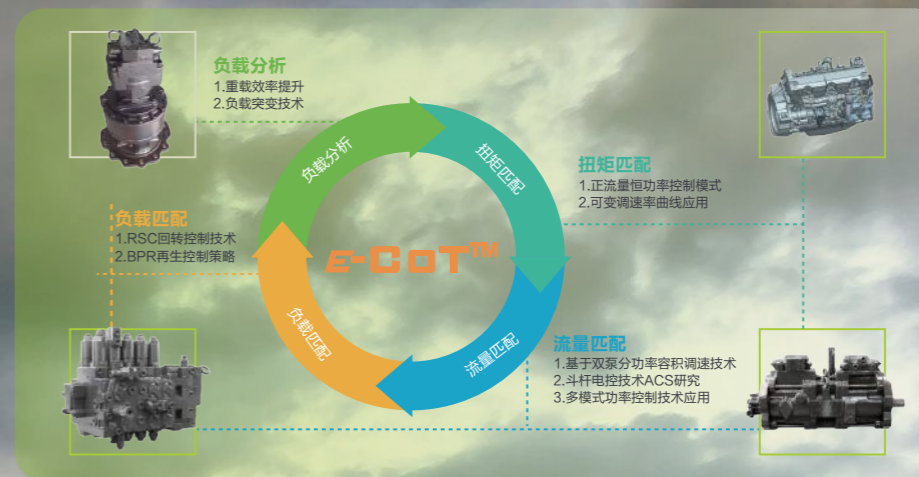 负载分析
1.重载效率提升
2.负载突变技术
负载分析
扭矩匹配
扭矩匹配
1.正流量恒功率控制模式
2.可变调速率曲线应用
负载匹配
1.RSC回转控制技术
2.BPR再生控制策略
E-COT™
负载匹配
流量匹配
流量匹配
1.基于双泵分功率容积调速技术
2.斗杆电控技术ACS研究
3.多模式功率控制技术应用